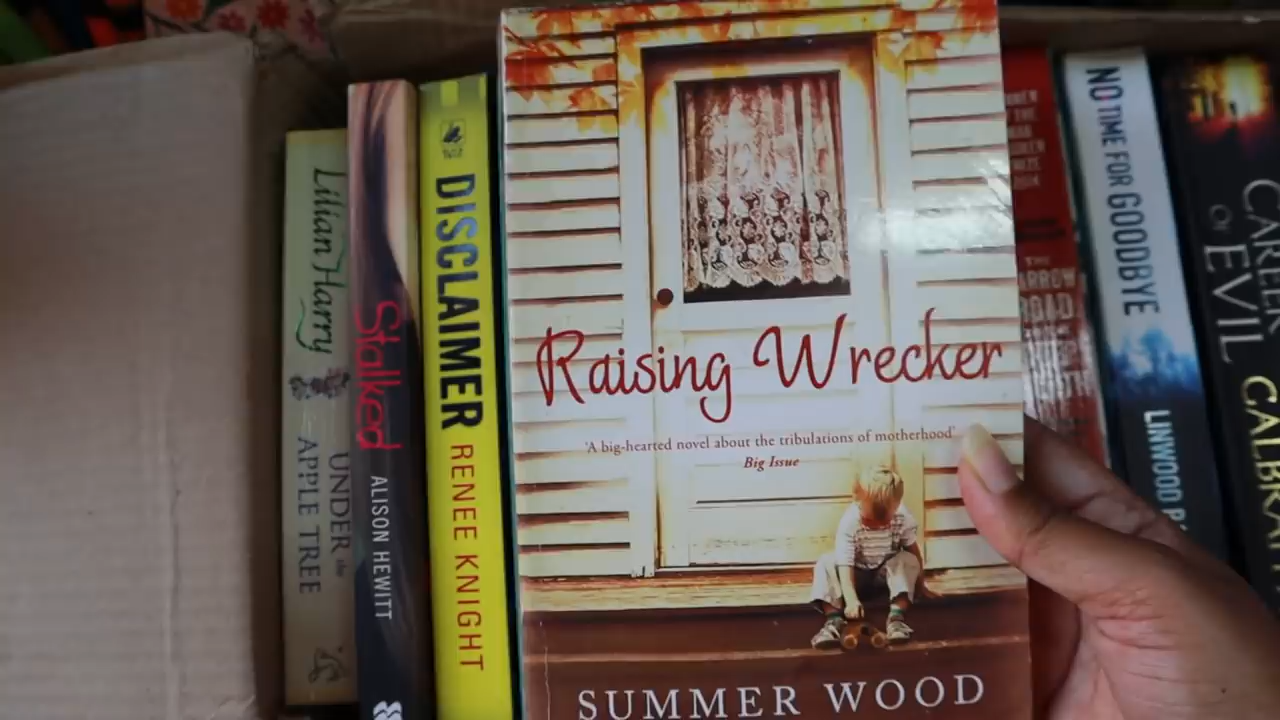 Lilian Harry
UNDER the
APPLE TREE
Stalked
ALISON HEWITT
DISCLAIMER
RENEE KNIGHT
Raising Wrecker
'A big-hearted novel about the tribulations of motherhood'
Big Issue
SUMMER WOOD
THE
NO TIME FOR GOODBYE
LINWOOD
CAREER
OF
EVIL